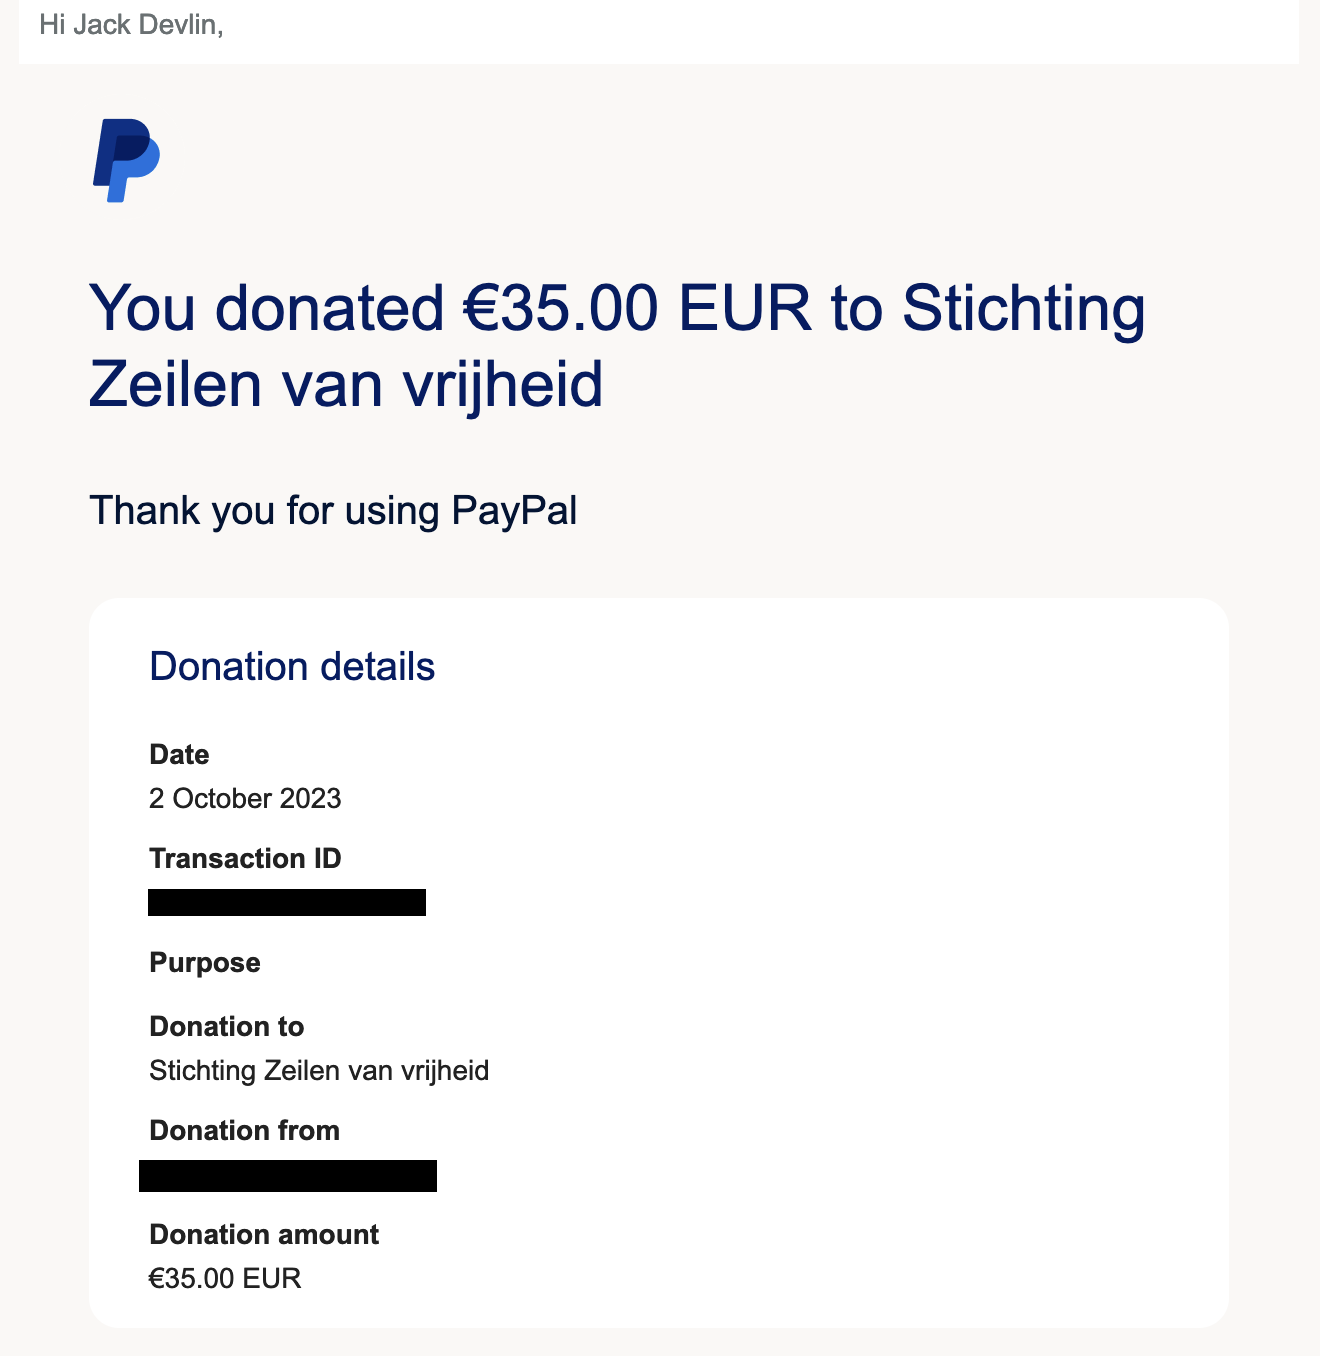 Hi Jack Devlin,
You donated €35.00 EUR to Stichting
Zeilen van vrijheid
Thank you for using PayPal
Donation details
Date
2 October 2023
Transaction ID
Purpose
Donation to
Stichting Zeilen van vrijheid
Donation from
Donation amount
€35.00 EUR